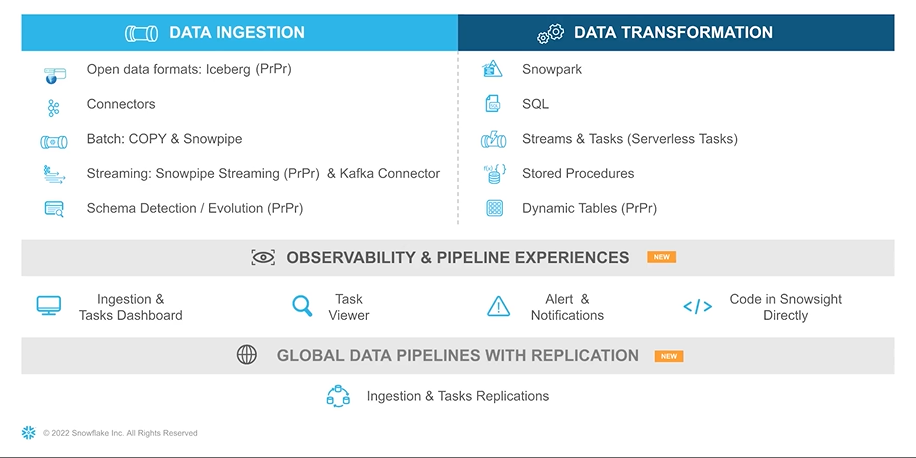 DATA INGESTION
Open data formats: Iceberg (PrPr)
Connectors
Batch: COPY & Snowpipe
Streaming: Snowpipe Streaming (PrPr) & Kafka Connector
Schema Detection / Evolution (PrPr)
DATA TRANSFORMATION
Snowpark
SQL
Streams & Tasks (Serverless Tasks)
Stored Procedures
Dynamic Tables (PrPr)
OBSERVABILITY & PIPELINE EXPERIENCES NEW
Ingestion &
Tasks Dashboard
Task
Viewer
Alert &
Notifications
</> Code in Snowsight
Directly
GLOBAL DATA PIPELINES WITH REPLICATION NEW
Ingestion & Tasks Replications
© 2022 Snowflake Inc. All Rights Reserved